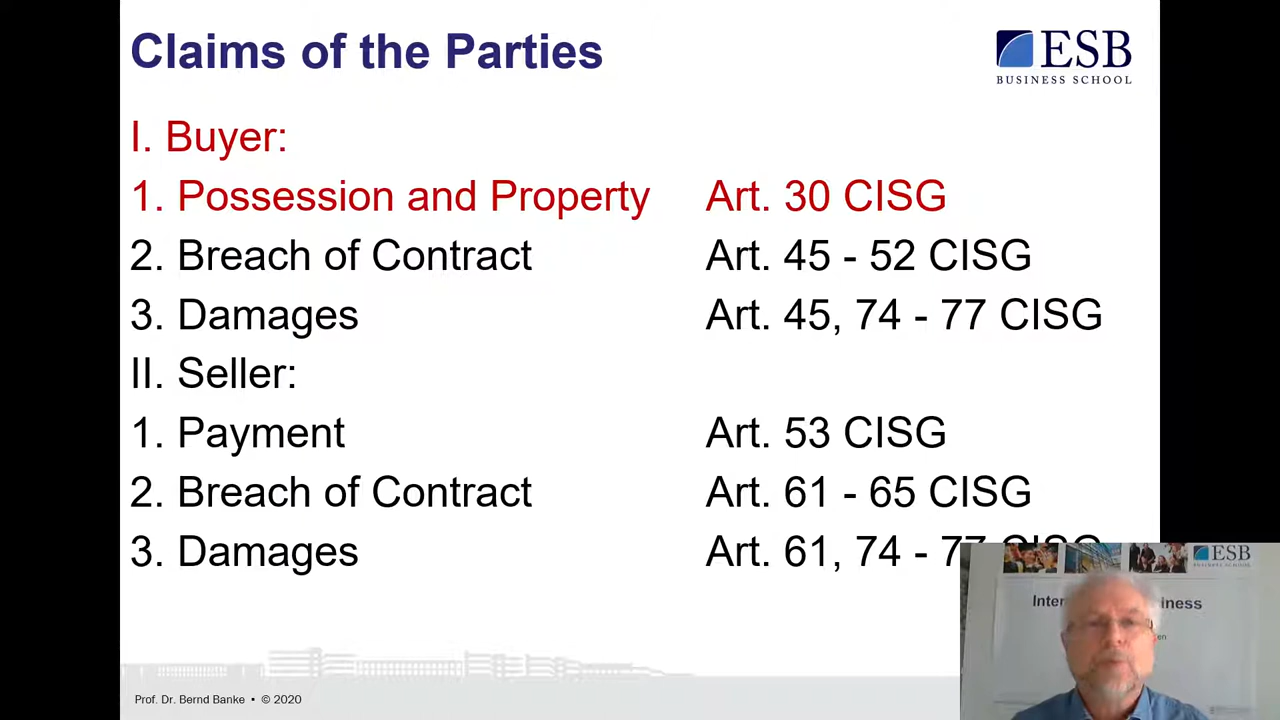 Claims of the Parties
ESB
BUSINESS SCHOOL
I. Buyer:
1. Possession and Property Art. 30 CISG
2. Breach of Contract Art. 45 - 52 CISG
3. Damages Art. 45, 74 - 77 CISG
II. Seller:
1. Payment Art. 53 CISG
2. Breach of Contract Art. 61 - 65 CISG
3. Damages Art. 61, 74 - 77 CISG
ESB
Prof. Dr. Bernd Banke ▪ © 2020